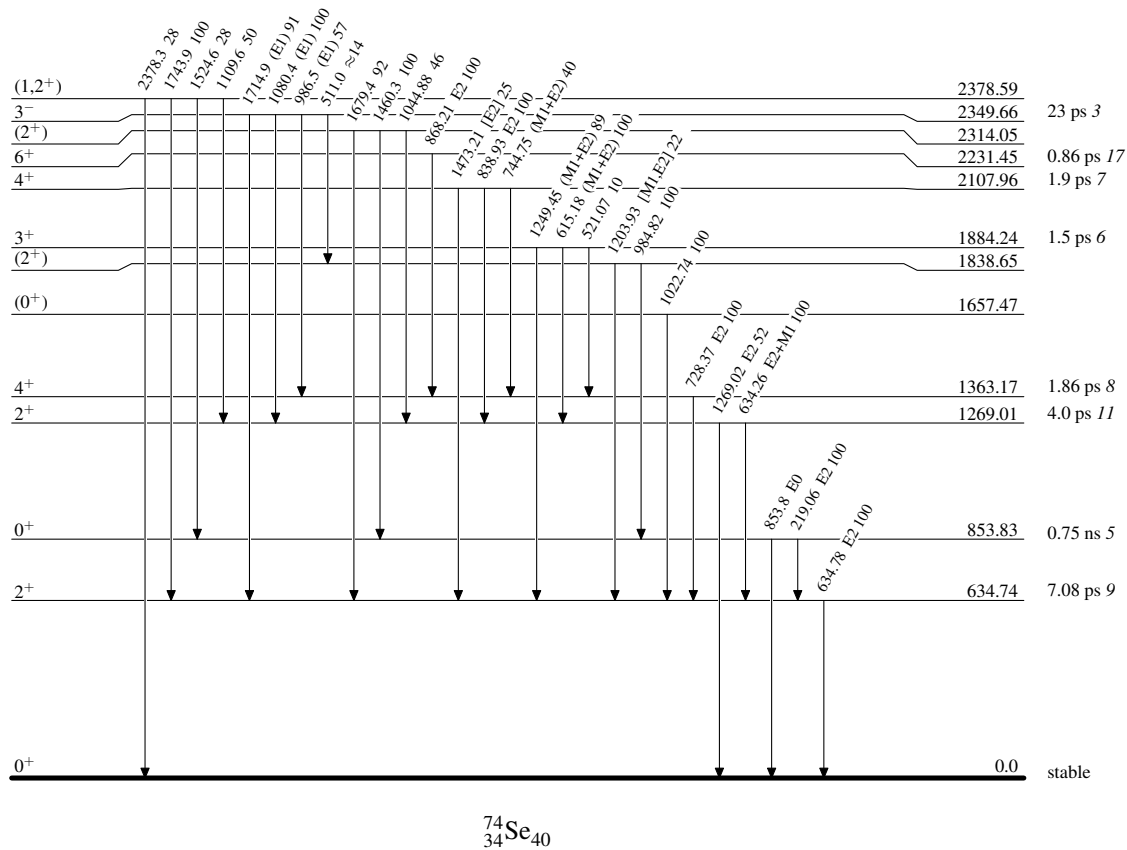 2378.3 28
1743.9 100
1524.6 28
1109.6 50
1714.9 (E1) 91
1080.4 (E1) 100
986.5 (E1) 57
511.0 ≈14
1679.4 92
1460.3 100
1044.88 46
868.21 E2 100
1473.21 [E2] 25
838.93 E2 100
744.75 (M1+E2) 40
1249.45 (M1+E2) 89
615.18 (M1+E2) 100
521.07 10
1203.93 [M1,E2] 22
984.82 100
1022.74 100
728.37 E2 100
1269.02 E2 52
634.26 E2+M1 100
853.8 E0
219.06 E2 100
634.78 E2 100
(1,2⁺) 2378.59
3⁻ 2349.66 23 ps 3
(2⁺) 2314.05
6⁺ 2231.45 0.86 ps 17
4⁺ 2107.96 1.9 ps 7
3⁺ 1884.24 1.5 ps 6
(2⁺) 1838.65
(0⁺) 1657.47
4⁺ 1363.17 1.86 ps 8
2⁺ 1269.01 4.0 ps 11
0⁺ 853.83 0.75 ns 5
2⁺ 634.74 7.08 ps 9
0⁺ 0.0 stable
⁷⁴₃₄Se₄₀